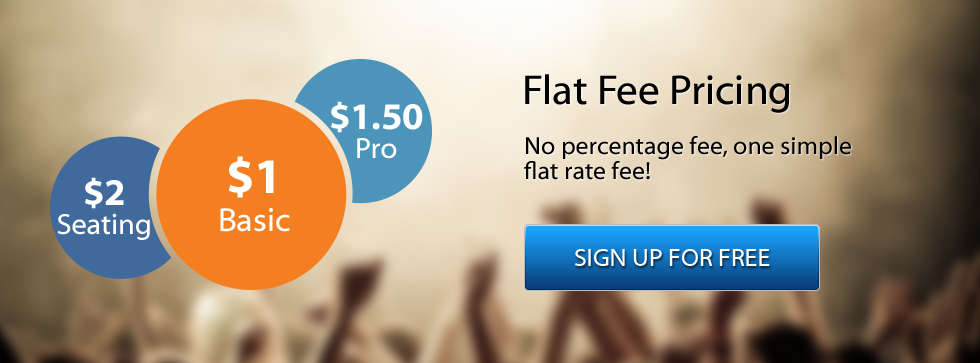 $2
Seating
$1
Basic
$1.50
Pro
Flat Fee Pricing
No percentage fee, one simple
flat rate fee!
SIGN UP FOR FREE